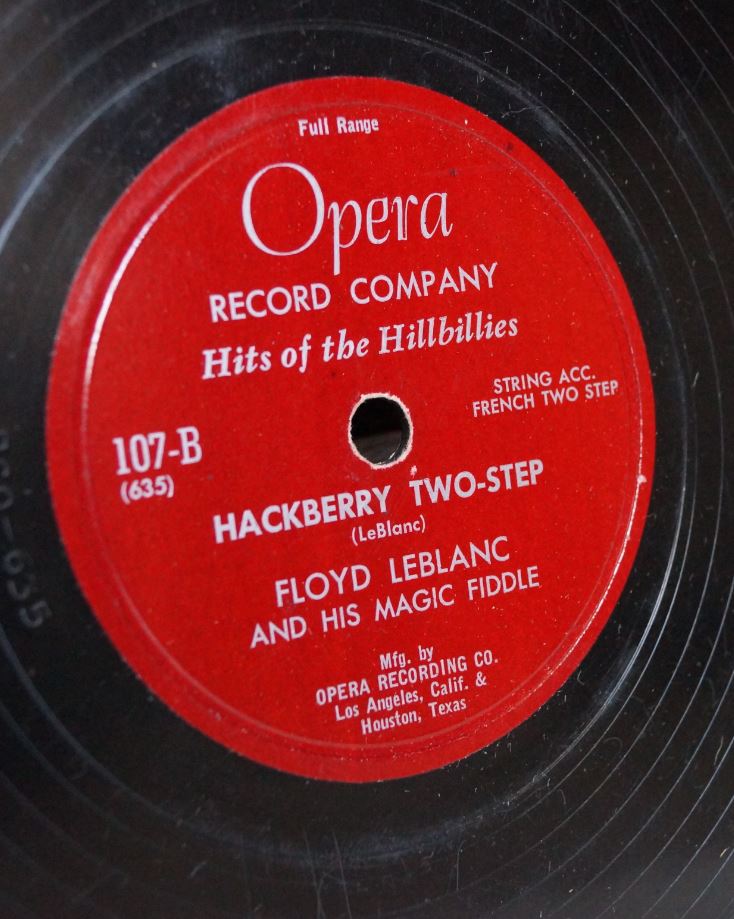 Full Range
Opera
RECORD COMPANY
Hits of the Hillbillies
STRING ACC.
FRENCH TWO STEP
107-B
(635)
HACKBERRY TWO-STEP
(LeBlanc)
FLOYD LEBLANC
AND HIS MAGIC FIDDLE
Mfg. by
OPERA RECORDING CO.
Los Angeles, Calif. &
Houston, Texas